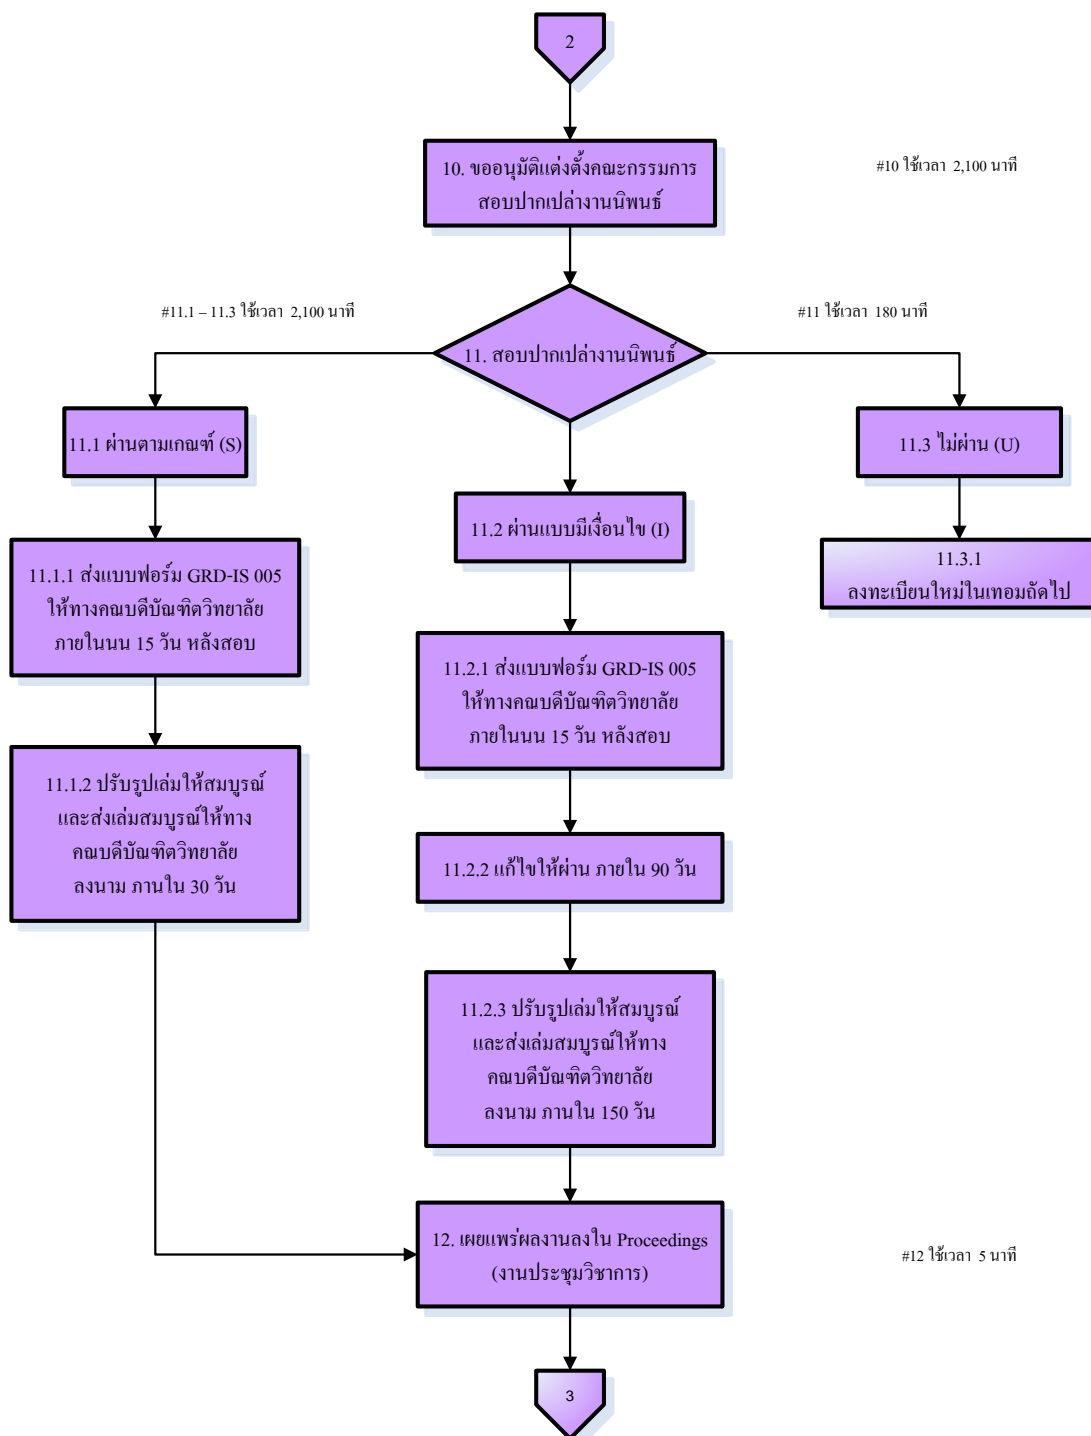 2
10. ขออนุมัติแต่งตั้งคณะกรรมการ
สอบปากเปล่างานนิพนธ์
#10 ใช้เวลา 2,100 นาที
#11.1 – 11.3 ใช้เวลา 2,100 นาที
#11 ใช้เวลา 180 นาที
11. สอบปากเปล่างานนิพนธ์
11.1 ผ่านตามเกณฑ์ (S)
11.3 ไม่ผ่าน (U)
11.2 ผ่านแบบมีเงื่อนไข (I)
11.1.1 ส่งแบบฟอร์ม GRD-IS 005
ให้ทางคณบดีบัณฑิตวิทยาลัย
ภายในนน 15 วัน หลังสอบ
11.3.1
ลงทะเบียนใหม่ในเทอมถัดไป
11.2.1 ส่งแบบฟอร์ม GRD-IS 005
ให้ทางคณบดีบัณฑิตวิทยาลัย
ภายในนน 15 วัน หลังสอบ
11.1.2 ปรับรูปเล่มให้สมบูรณ์
และส่งเล่มสมบูรณ์ให้ทาง
คณบดีบัณฑิตวิทยาลัย
ลงนาม ภานใน 30 วัน
11.2.2 แก้ไขให้ผ่าน ภายใน 90 วัน
11.2.3 ปรับรูปเล่มให้สมบูรณ์
และส่งเล่มสมบูรณ์ให้ทาง
คณบดีบัณฑิตวิทยาลัย
ลงนาม ภานใน 150 วัน
12. เผยแพร่ผลงานลงใน Proceedings
(งานประชุมวิชาการ)
#12 ใช้เวลา 5 นาที
3